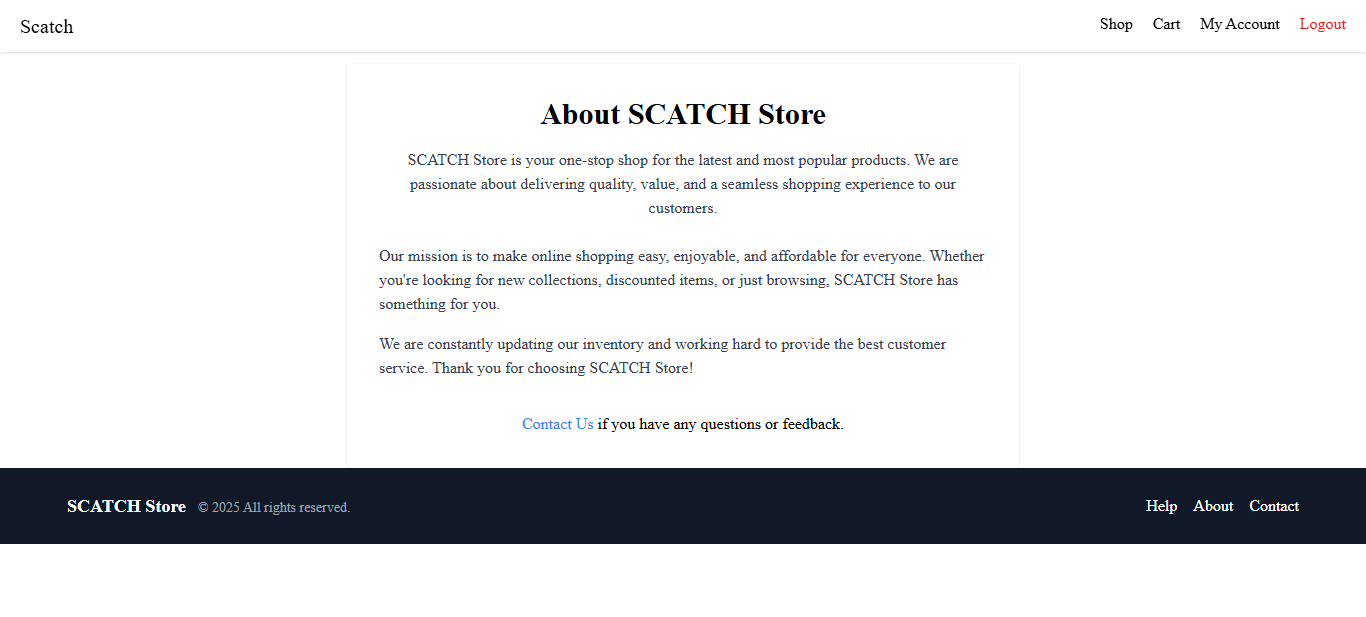 Scatch
Shop Cart My Account Logout
About SCATCH Store
SCATCH Store is your one-stop shop for the latest and most popular products. We are
passionate about delivering quality, value, and a seamless shopping experience to our
customers.
Our mission is to make online shopping easy, enjoyable, and affordable for everyone. Whether
you're looking for new collections, discounted items, or just browsing, SCATCH Store has
something for you.
We are constantly updating our inventory and working hard to provide the best customer
service. Thank you for choosing SCATCH Store!
Contact Us if you have any questions or feedback.
SCATCH Store © 2025 All rights reserved.
Help About Contact